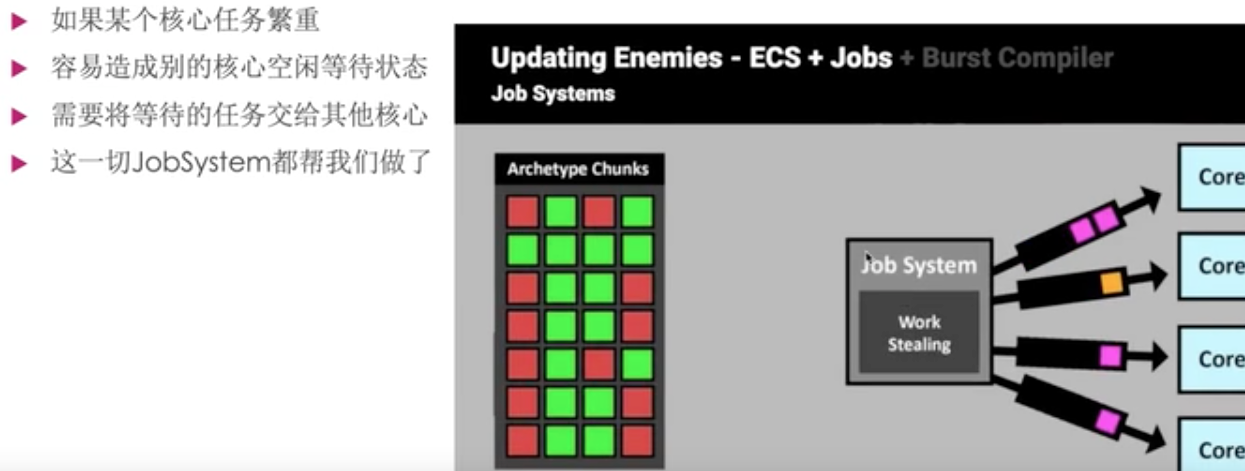 如果某个核心任务繁重
容易造成别的核心空闲等待状态
需要将等待的任务交给其他核心
这一切JobSystem都帮我们做了
Updating Enemies - ECS + Jobs + Burst Compiler
Job Systems
Archetype Chunks
Job System
Work
Stealing
Core
Core
Core
Core